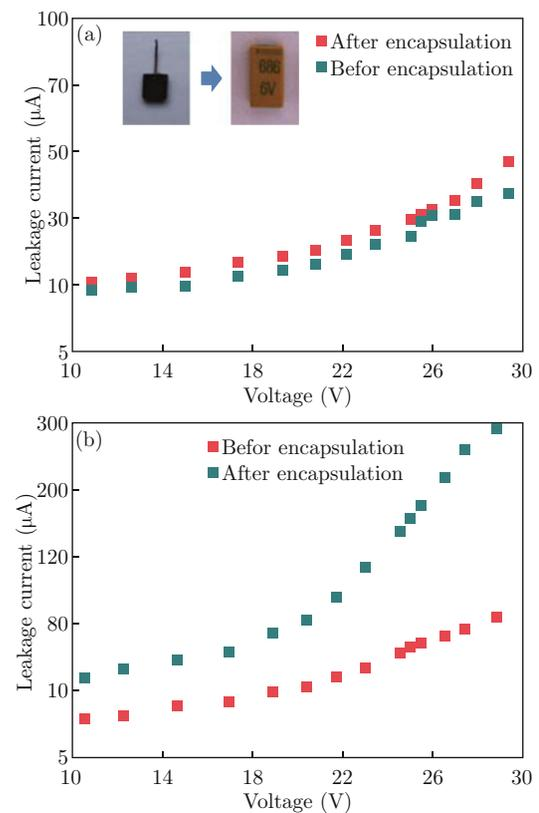 (a)
After encapsulation
Befor encapsulation
686
6V
100
70
50
30
10
5
Leakage current (μA)
10 14 18 22 26 30
Voltage (V)
(b)
Befor encapsulation
After encapsulation
300
200
120
80
10
5
Leakage current (μA)
10 14 18 22 26 30
Voltage (V)